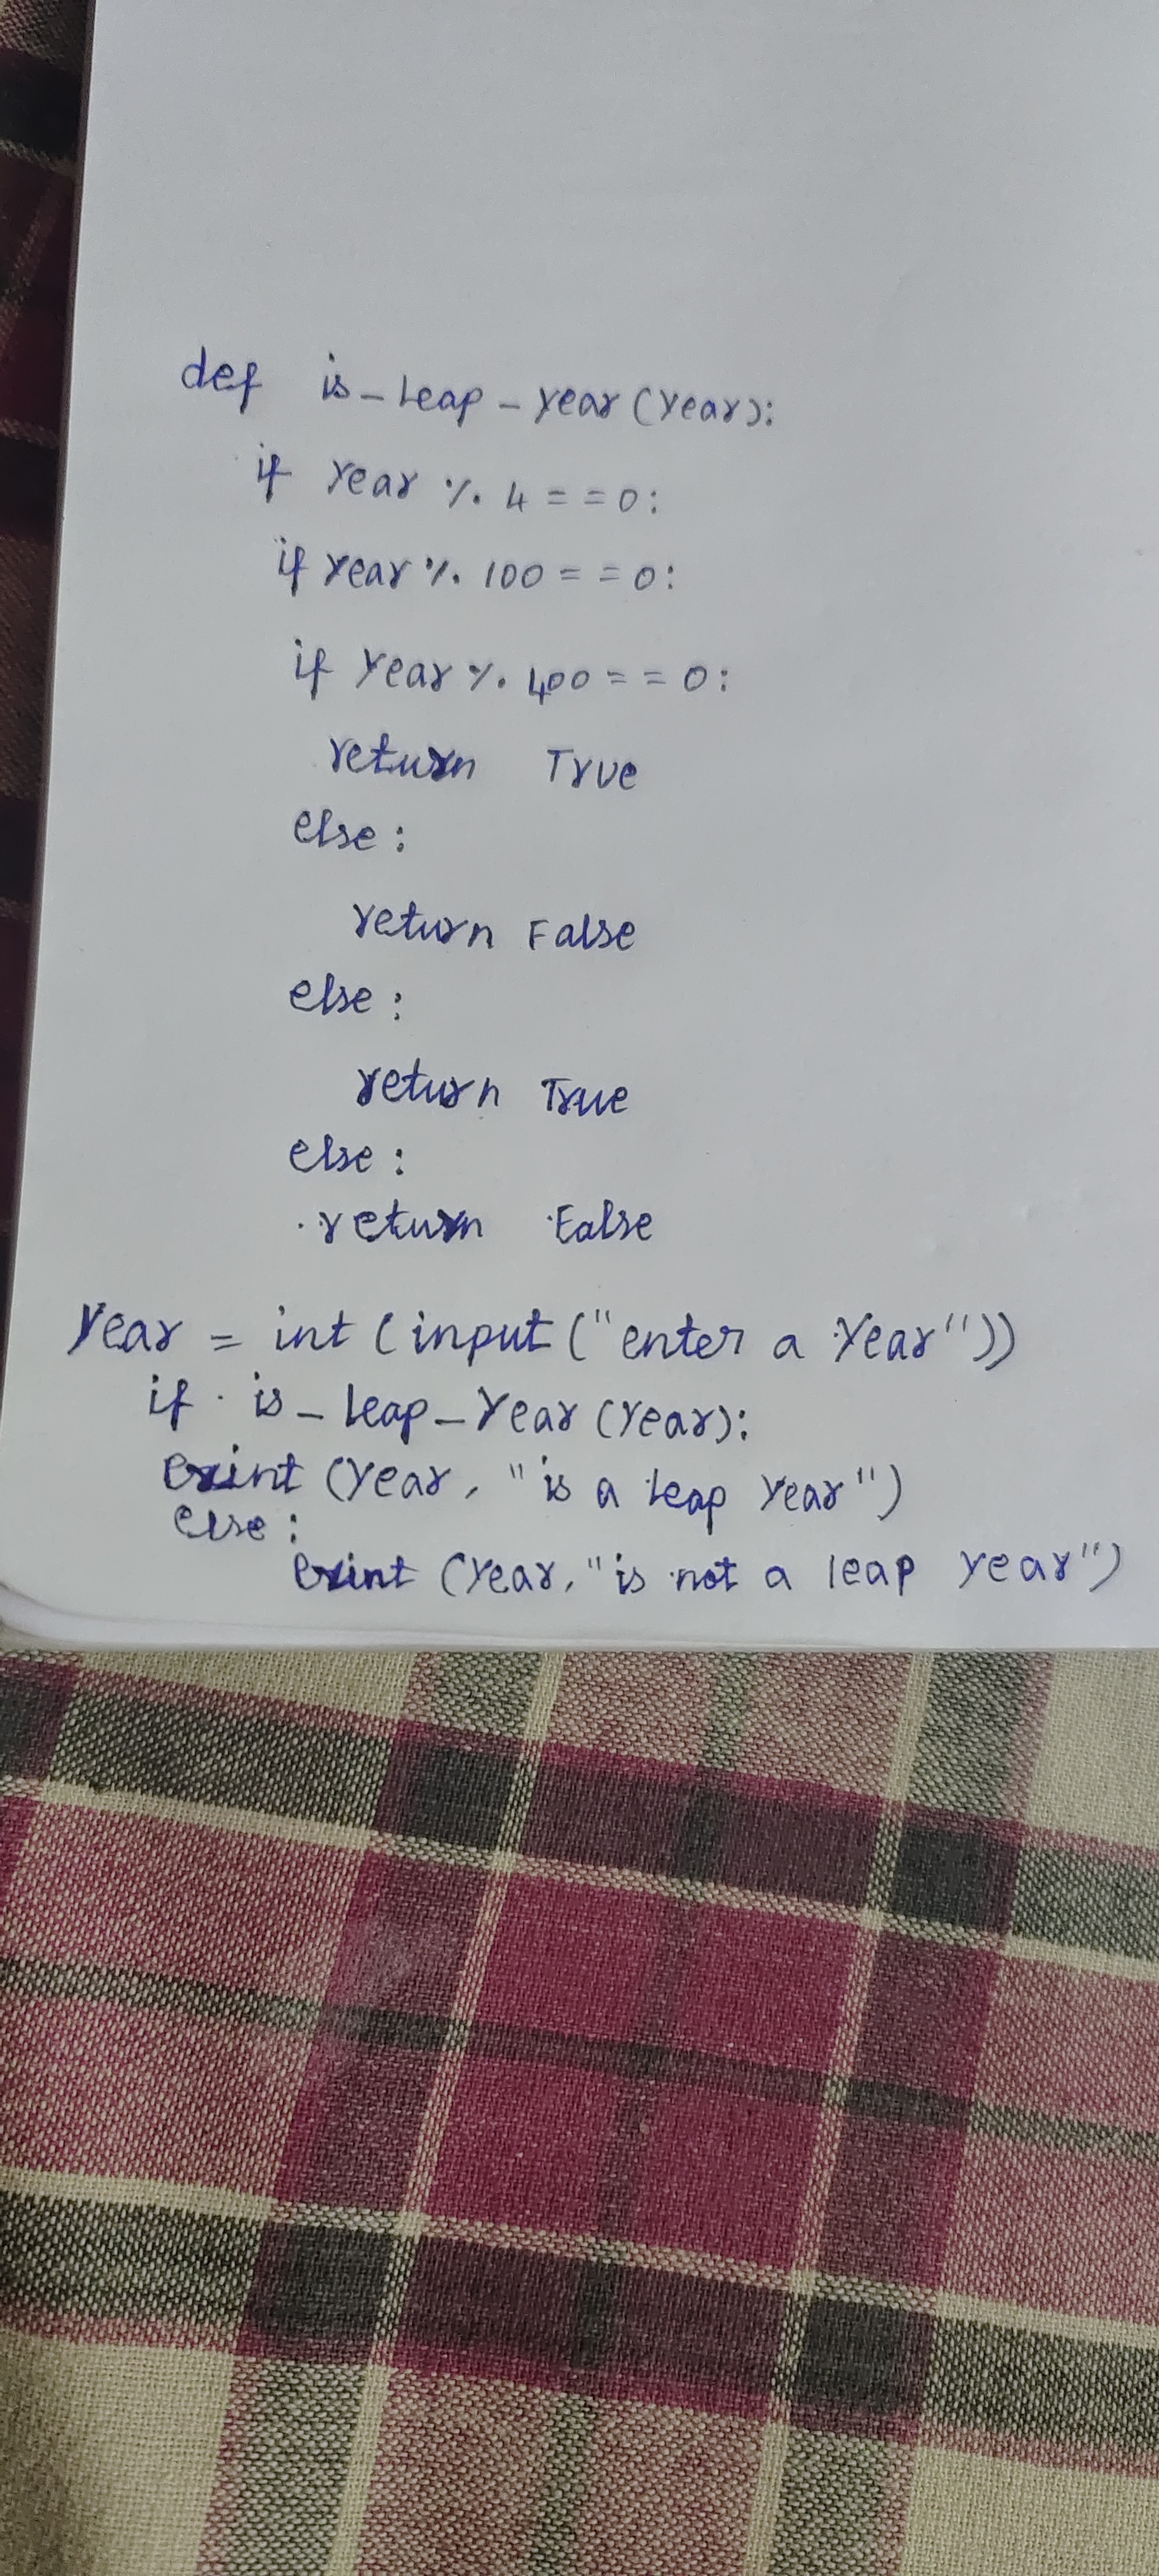 def is_leap_year(year):
if year % 4 == 0:
if year % 100 == 0:
if year % 400 == 0:
return True
else:
return False
else:
return True
else:
return False
year = int(input("enter a year"))
if is_leap_year(year):
print(year, "is a leap year")
else:
print(year, "is not a leap year")